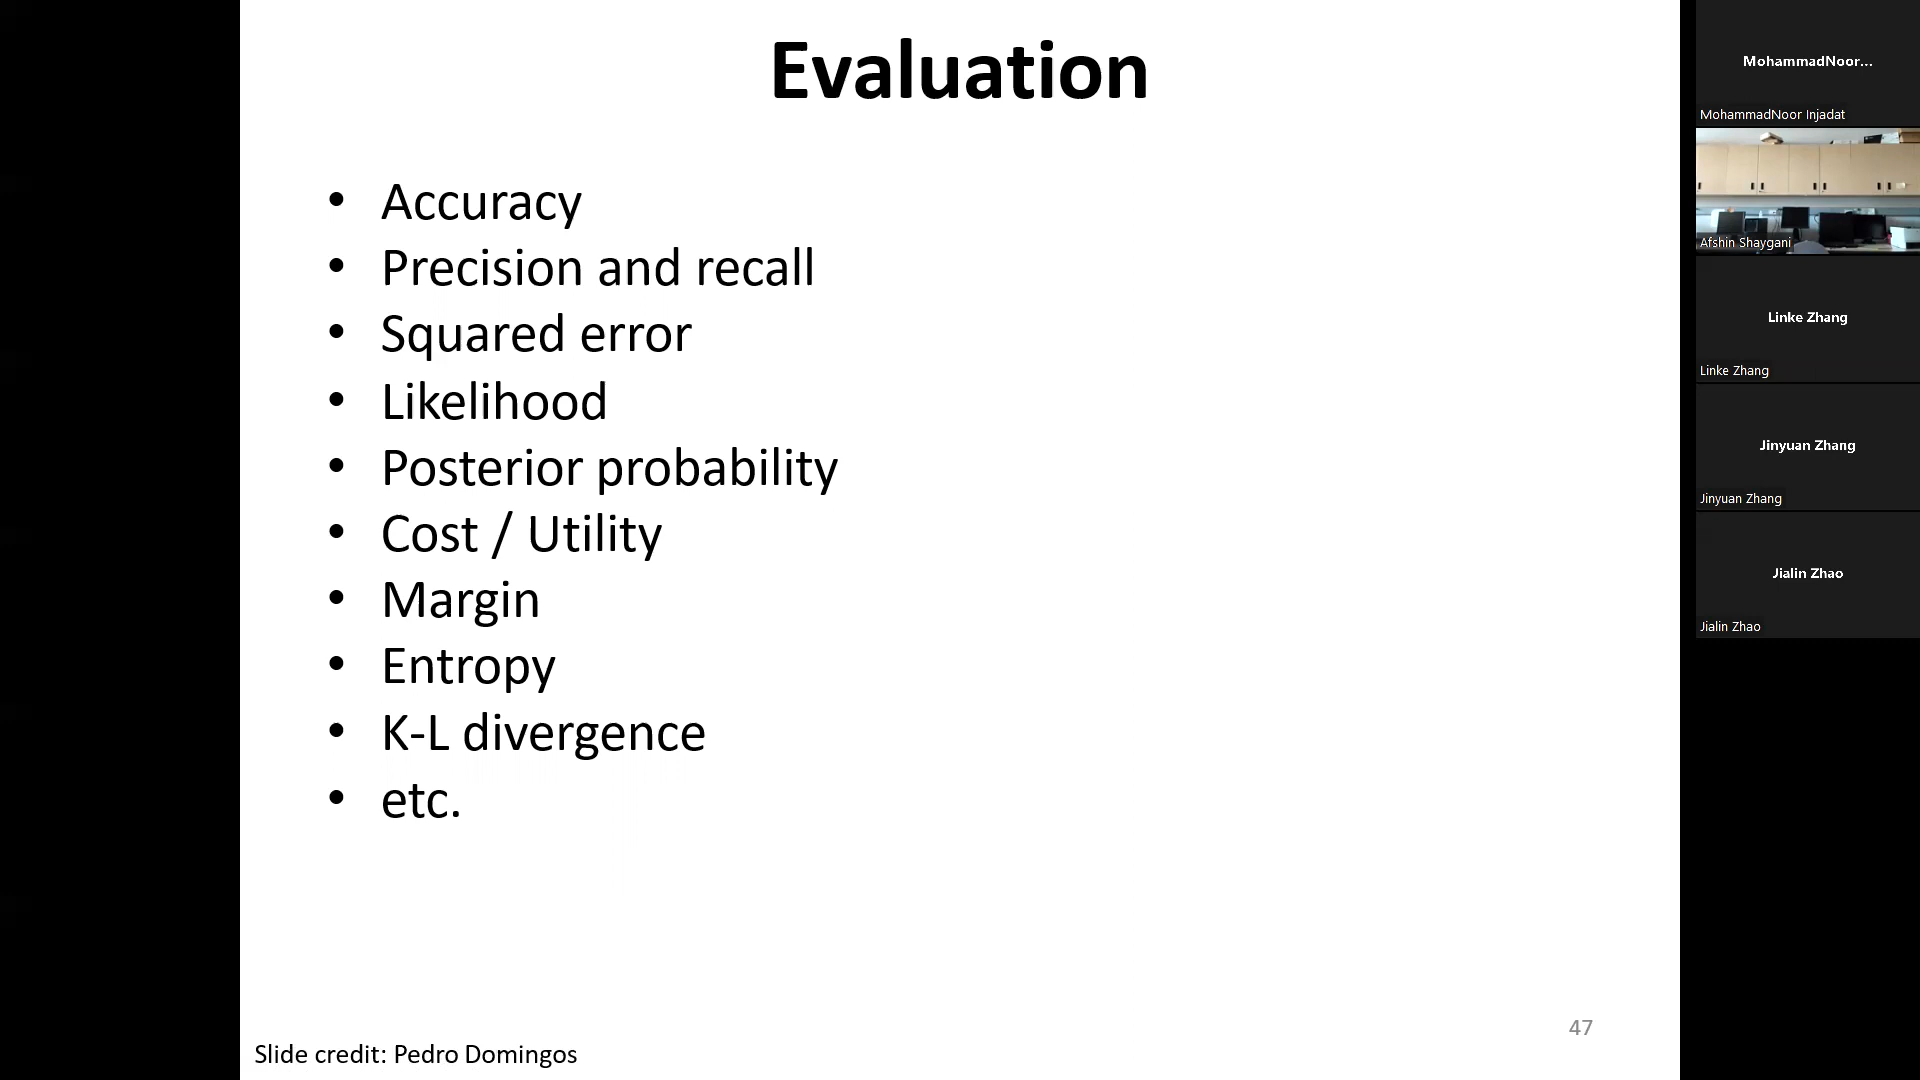 Evaluation
• Accuracy
• Precision and recall
• Squared error
• Likelihood
• Posterior probability
• Cost / Utility
• Margin
• Entropy
• K-L divergence
• etc.
47
Slide credit: Pedro Domingos
MohammadNoor...
MohammadNoor Injadat
Afshin Shaygani
Linke Zhang
Linke Zhang
Jinyuan Zhang
Jinyuan Zhang
Jialin Zhao
Jialin Zhao